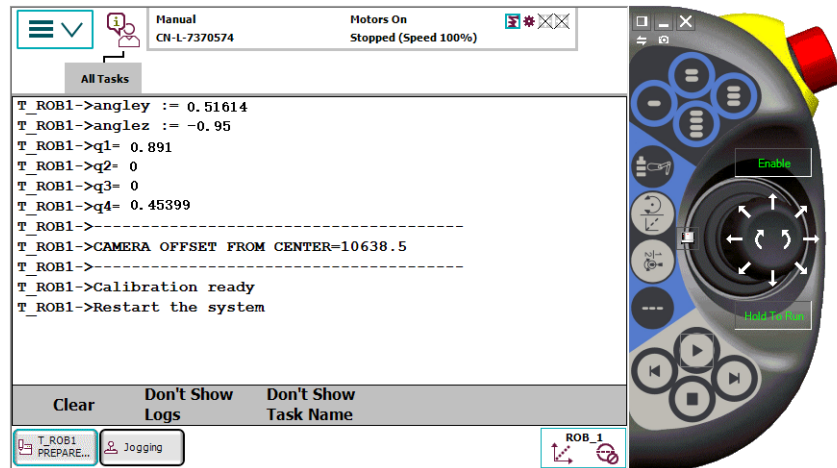 Manual
CN-L-7370574
Motors On
Stopped (Speed 100%)
All Tasks
T_ROB1->angley := 0.51614
T_ROB1->anglez := -0.95
T_ROB1->q1= 0.891
T_ROB1->q2= 0
T_ROB1->q3= 0
T_ROB1->q4= 0.45399
T_ROB1->---------------------------------------
T_ROB1->CAMERA OFFSET FROM CENTER=10638.5
T_ROB1->---------------------------------------
T_ROB1->Calibration ready
T_ROB1->Restart the system
Clear
Don't Show
Logs
Don't Show
Task Name
T_ROB1
PREPARE...
Jogging
ROB_1
Enable
Hold To Run